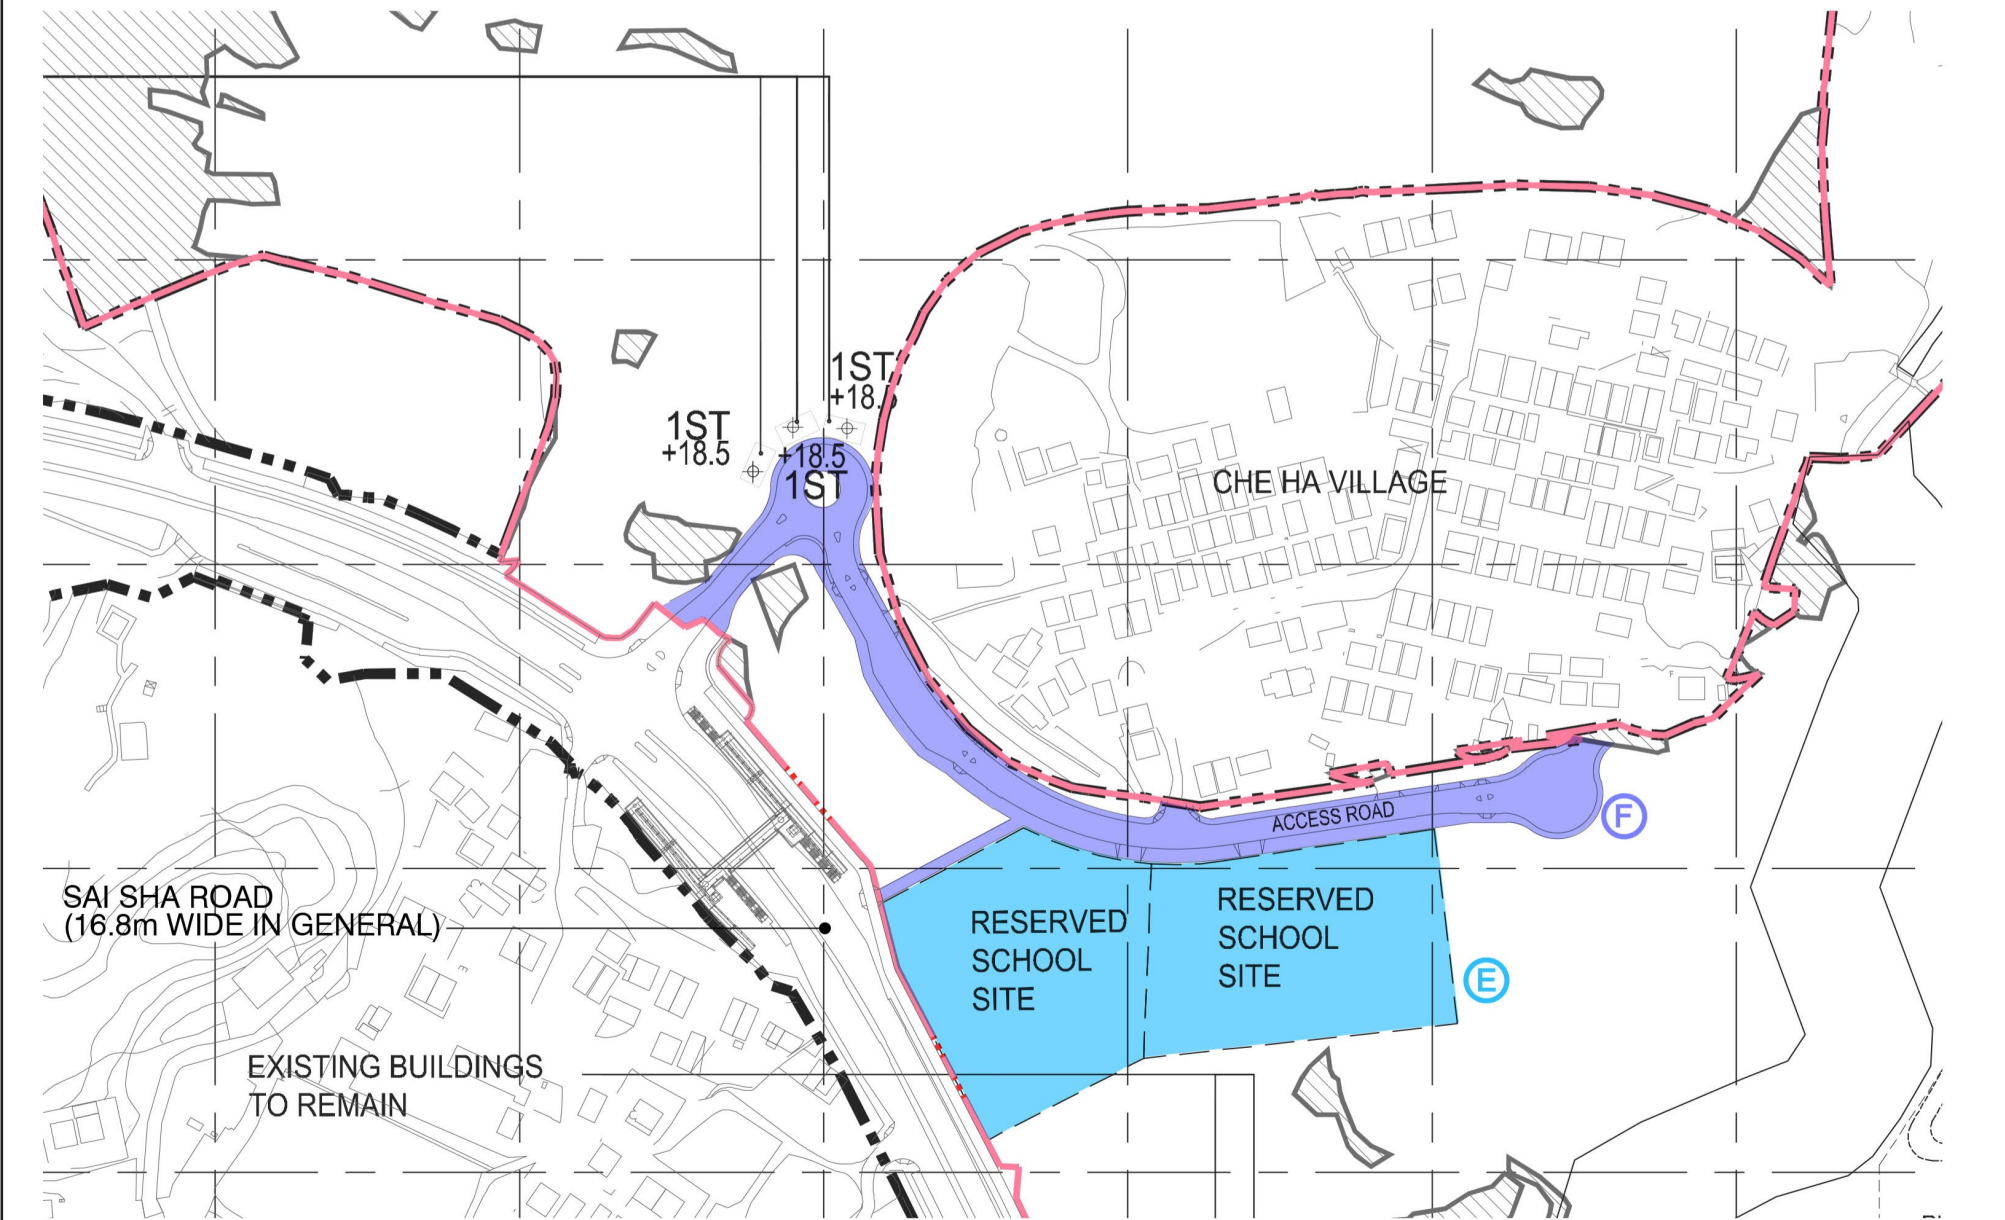 1ST
+18.5
1ST
+18.
+18.5
1ST
CHE HA VILLAGE
ACCESS ROAD
F
SAI SHA ROAD
(16.8m WIDE IN GENERAL)
RESERVED
SCHOOL
SITE
RESERVED
SCHOOL
SITE
E
EXISTING BUILDINGS
TO REMAIN
F